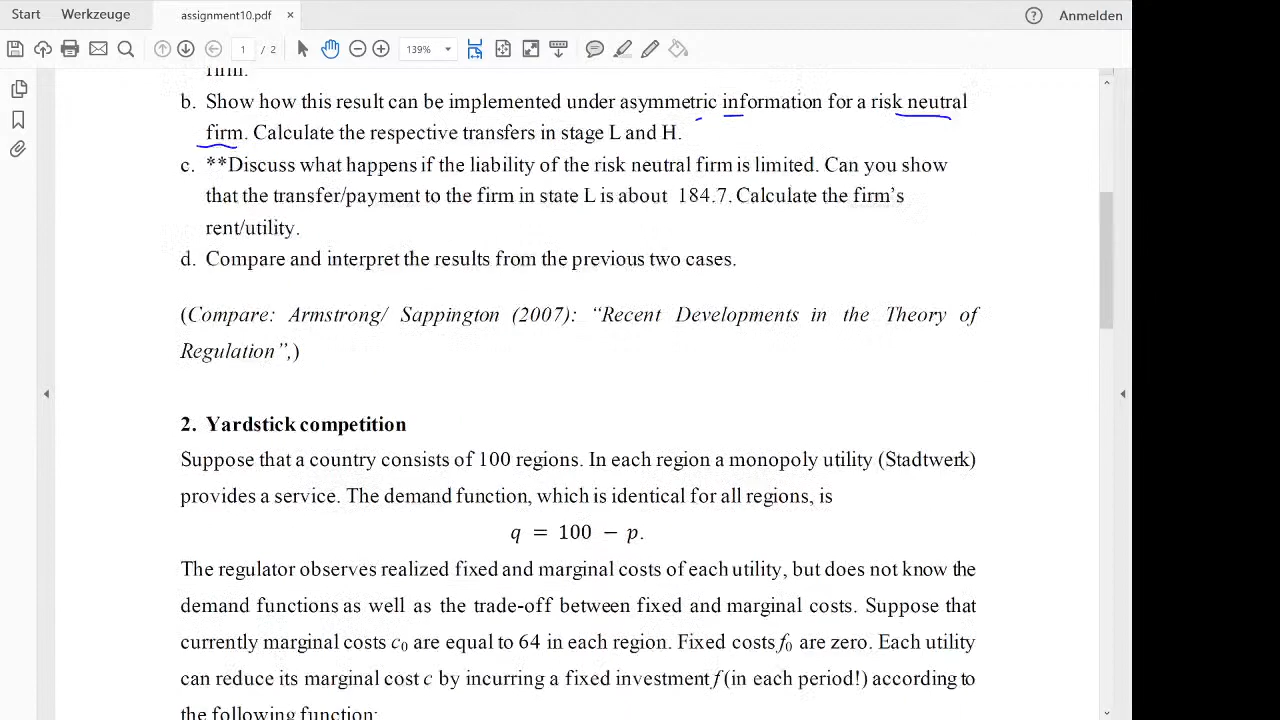 Start Werkzeuge assignment10.pdf × ? Anmelden
1 / 2 139%
firm.
b. Show how this result can be implemented under asymmetric information for a risk neutral
firm. Calculate the respective transfers in stage L and H.
c. **Discuss what happens if the liability of the risk neutral firm is limited. Can you show
that the transfer/payment to the firm in state L is about 184.7. Calculate the firm’s
rent/utility.
d. Compare and interpret the results from the previous two cases.
(Compare: Armstrong/ Sappington (2007): “Recent Developments in the Theory of
Regulation”,)
2. Yardstick competition
Suppose that a country consists of 100 regions. In each region a monopoly utility (Stadtwerk)
provides a service. The demand function, which is identical for all regions, is
q = 100 − p.
The regulator observes realized fixed and marginal costs of each utility, but does not know the
demand functions as well as the trade-off between fixed and marginal costs. Suppose that
currently marginal costs c₀ are equal to 64 in each region. Fixed costs f₀ are zero. Each utility
can reduce its marginal cost c by incurring a fixed investment f (in each period!) according to
the following function: